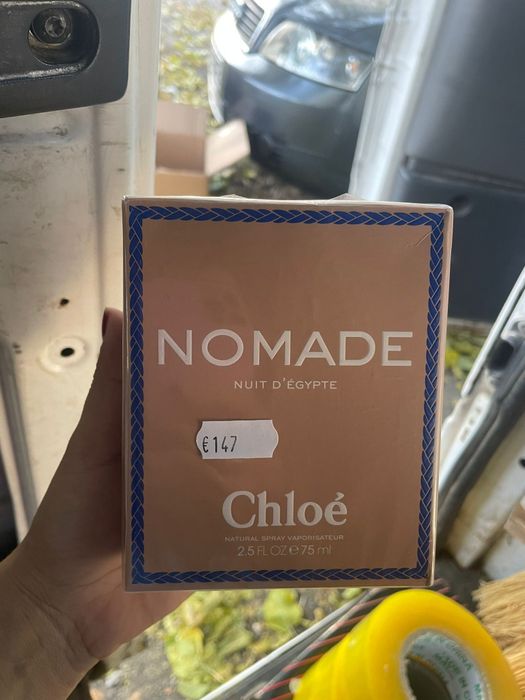 NOMADE
NUIT D'ÉGYPTE
€147
Chloé
NATURAL SPRAY VAPORISATEUR
2.5 FL OZ ℮ 75 ml